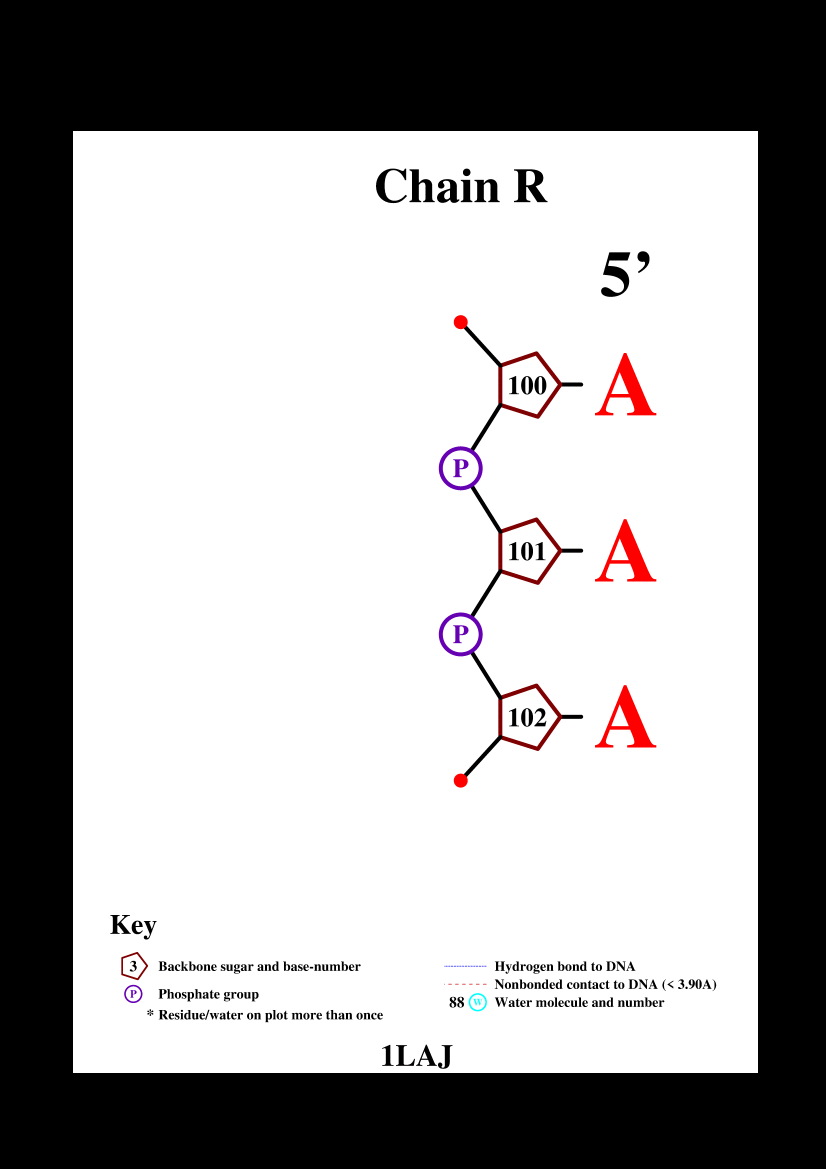 Chain R
5’
100 A
P
101 A
P
102 A
Key
3 Backbone sugar and base-number
P Phosphate group
* Residue/water on plot more than once
Hydrogen bond to DNA
Nonbonded contact to DNA (< 3.90A)
88 W Water molecule and number
1LAJ